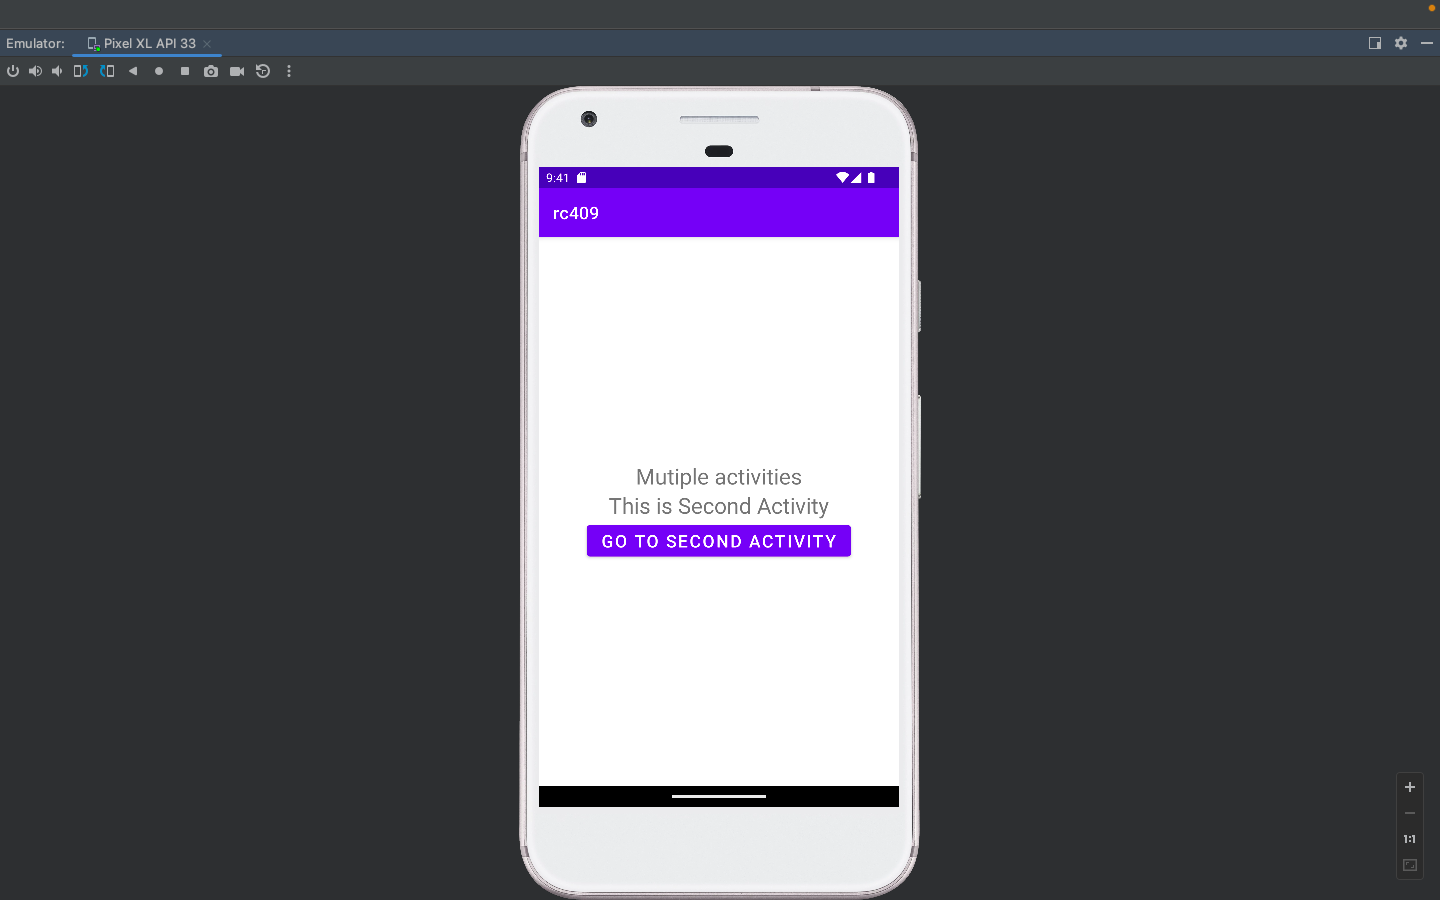 Emulator: Pixel XL API 33
9:41
rc409
Mutiple activities
This is Second Activity
GO TO SECOND ACTIVITY
1:1